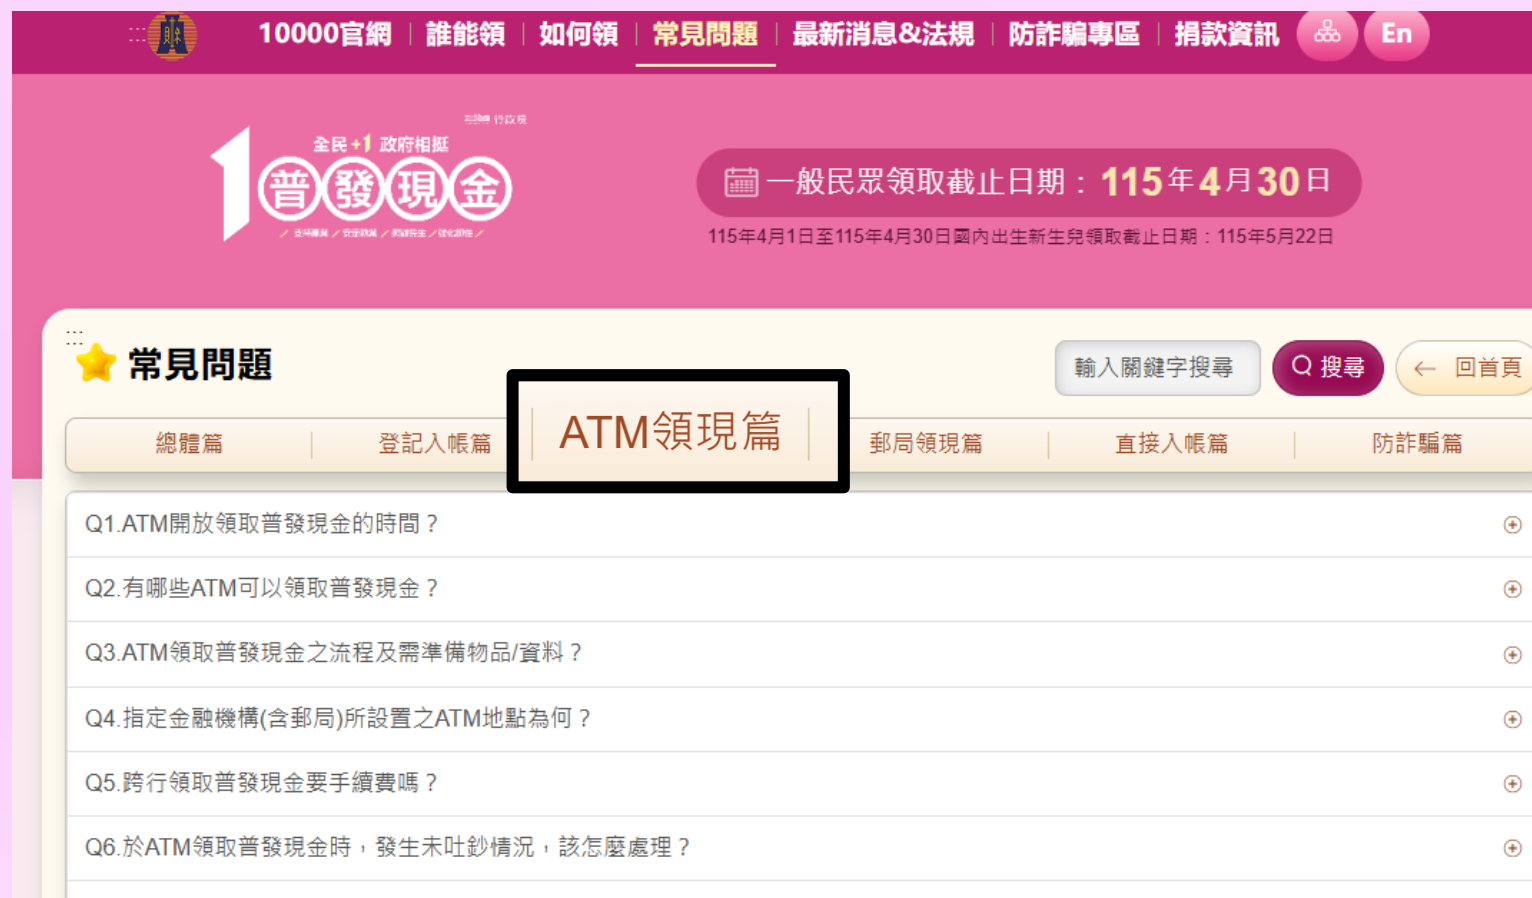 10000官網 誰能領 如何領 常見問題 最新消息&法規 防詐騙專區 捐款資訊 En
行政院
全民+1 政府相挺
1 普發現金
一般民眾領取截止日期：115年4月30日
115年4月1日至115年4月30日國內出生新生兒領取截止日期：115年5月22日
常見問題
輸入關鍵字搜尋 搜尋 ← 回首頁
總體篇 登記入帳篇 ATM領現篇 郵局領現篇 直接入帳篇 防詐騙篇
Q1.ATM開放領取普發現金的時間？
Q2.有哪些ATM可以領取普發現金？
Q3.ATM領取普發現金之流程及需準備物品/資料？
Q4.指定金融機構(含郵局)所設置之ATM地點為何？
Q5.跨行領取普發現金要手續費嗎？
Q6.於ATM領取普發現金時，發生未吐鈔情況，該怎麼處理？